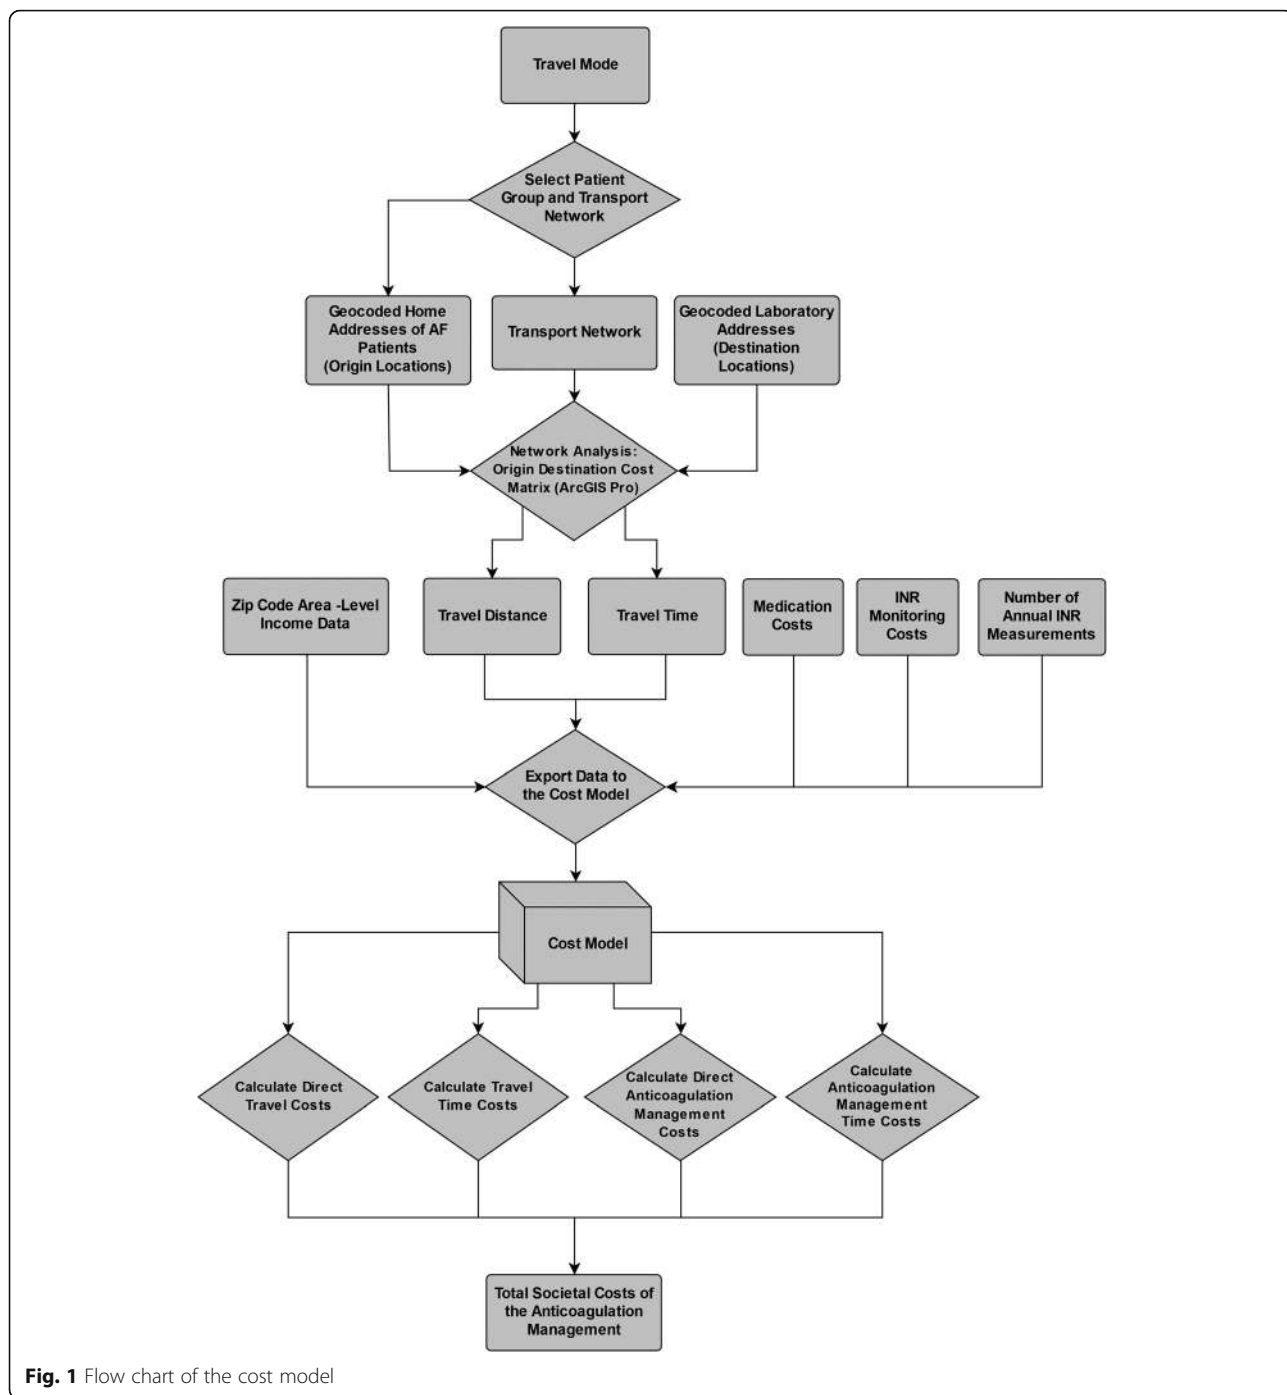 Travel Mode
Select Patient
Group and Transport
Network
Geocoded Home
Addresses of AF
Patients
(Origin Locations)
Transport Network
Geocoded Laboratory
Addresses
(Destination
Locations)
Network Analysis:
Origin Destination Cost
Matrix (ArcGIS Pro)
Zip Code Area -Level
Income Data
Travel Distance
Travel Time
Medication
Costs
INR
Monitoring
Costs
Number of
Annual INR
Measurements
Export Data to
the Cost Model
Cost Model
Calculate Direct
Travel Costs
Calculate Travel
Time Costs
Calculate Direct
Anticoagulation
Management
Costs
Calculate
Anticoagulation
Management
Time Costs
Total Societal Costs of
the Anticoagulation
Management
Fig. 1 Flow chart of the cost model